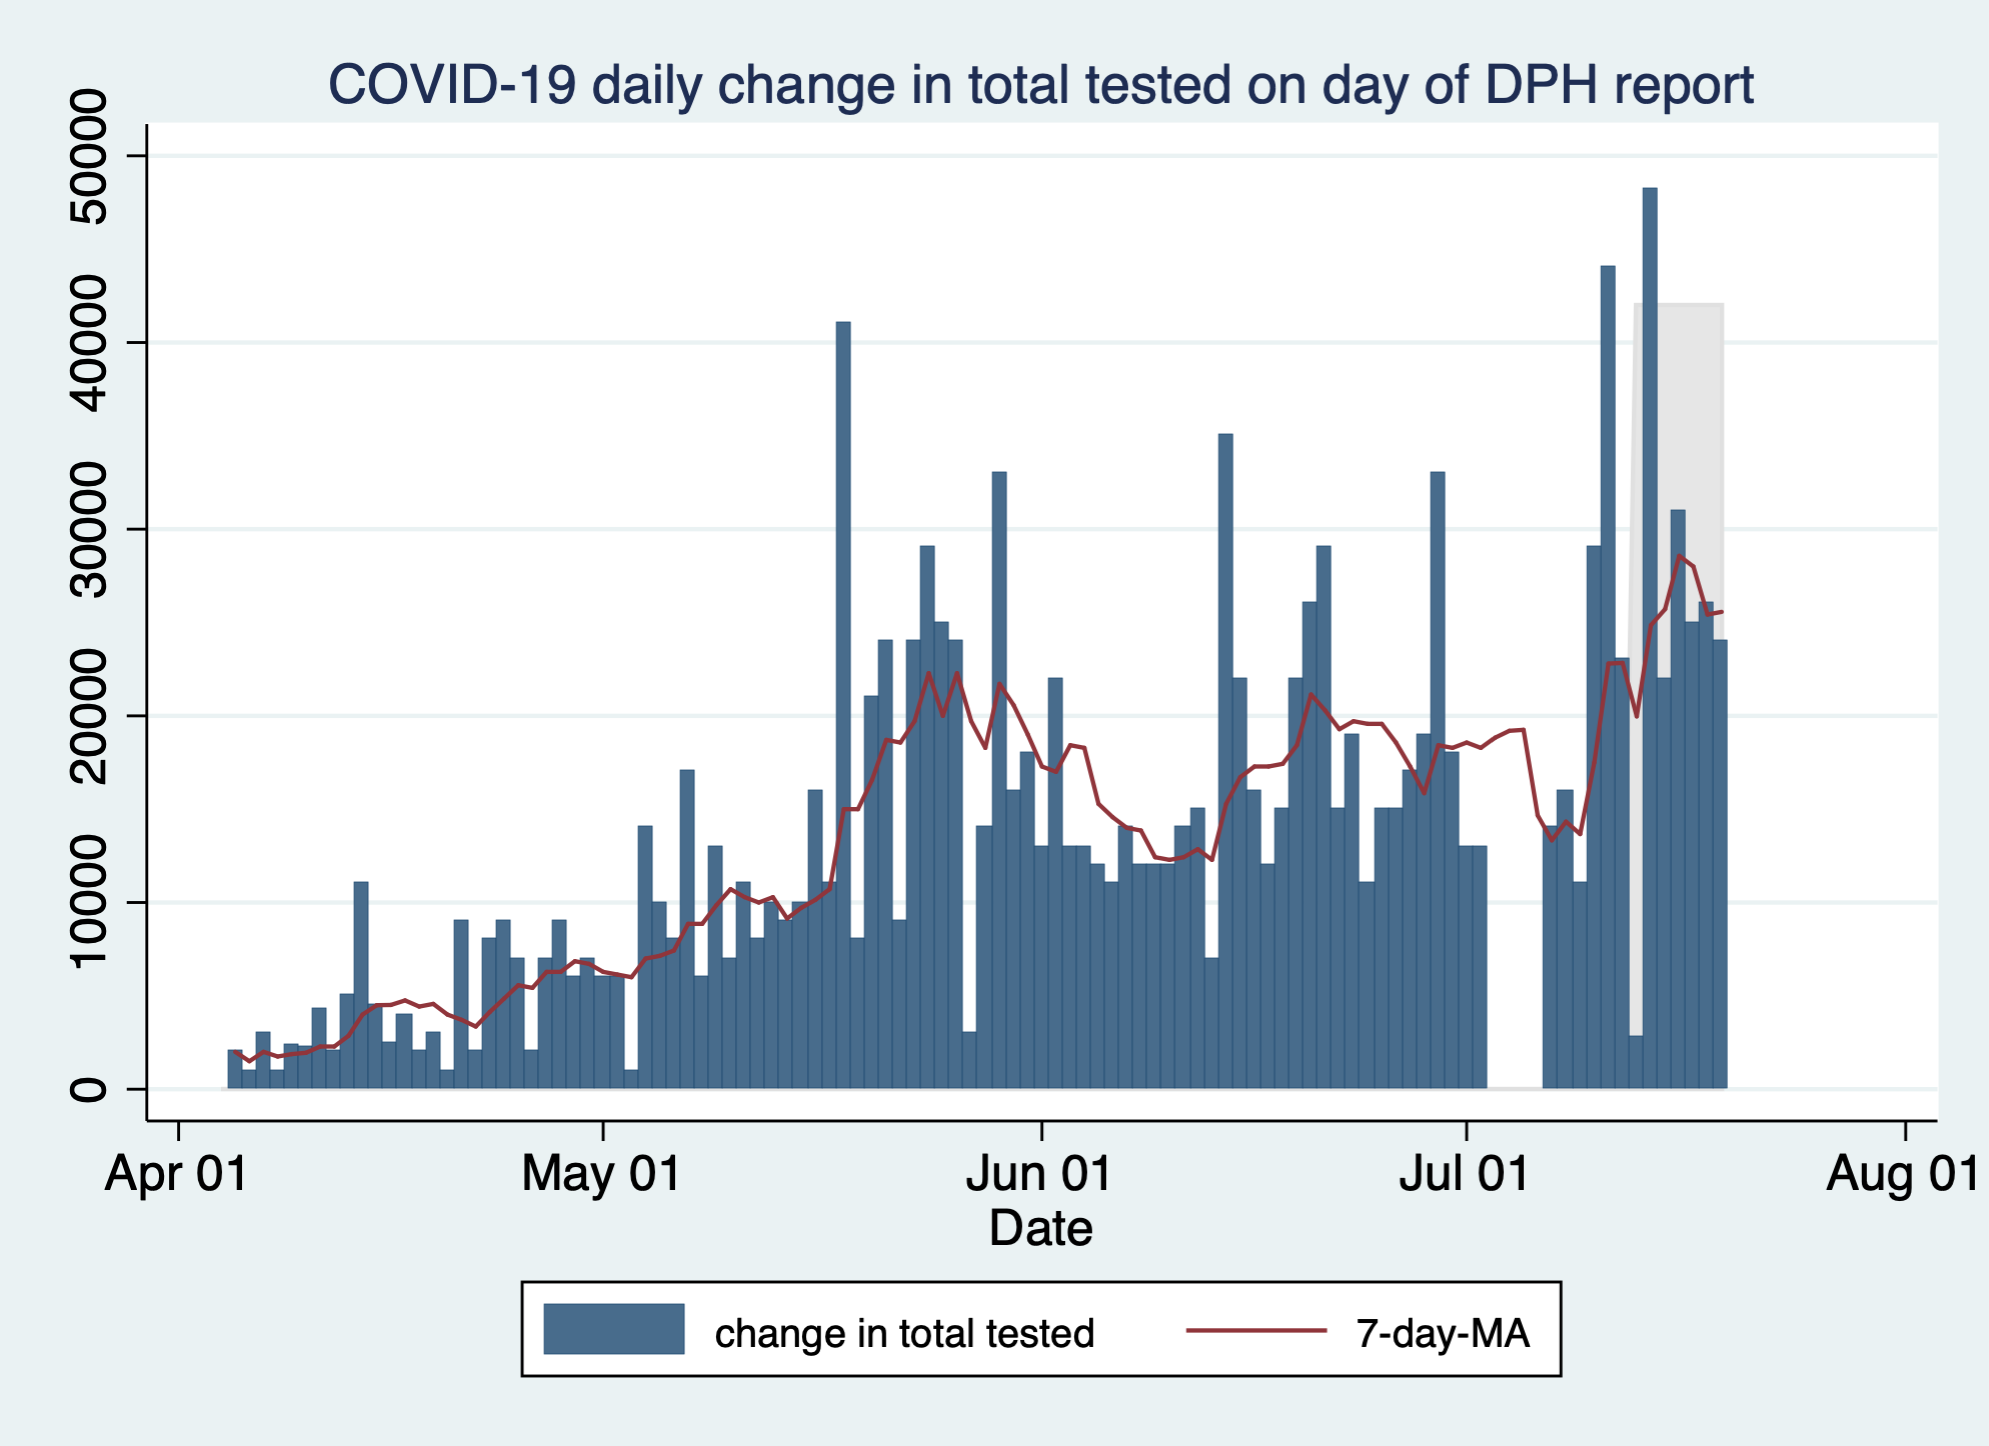 COVID-19 daily change in total tested on day of DPH report
50000
40000
30000
20000
10000
0
Apr 01 May 01 Jun 01 Jul 01 Aug 01
Date
change in total tested 7-day-MA